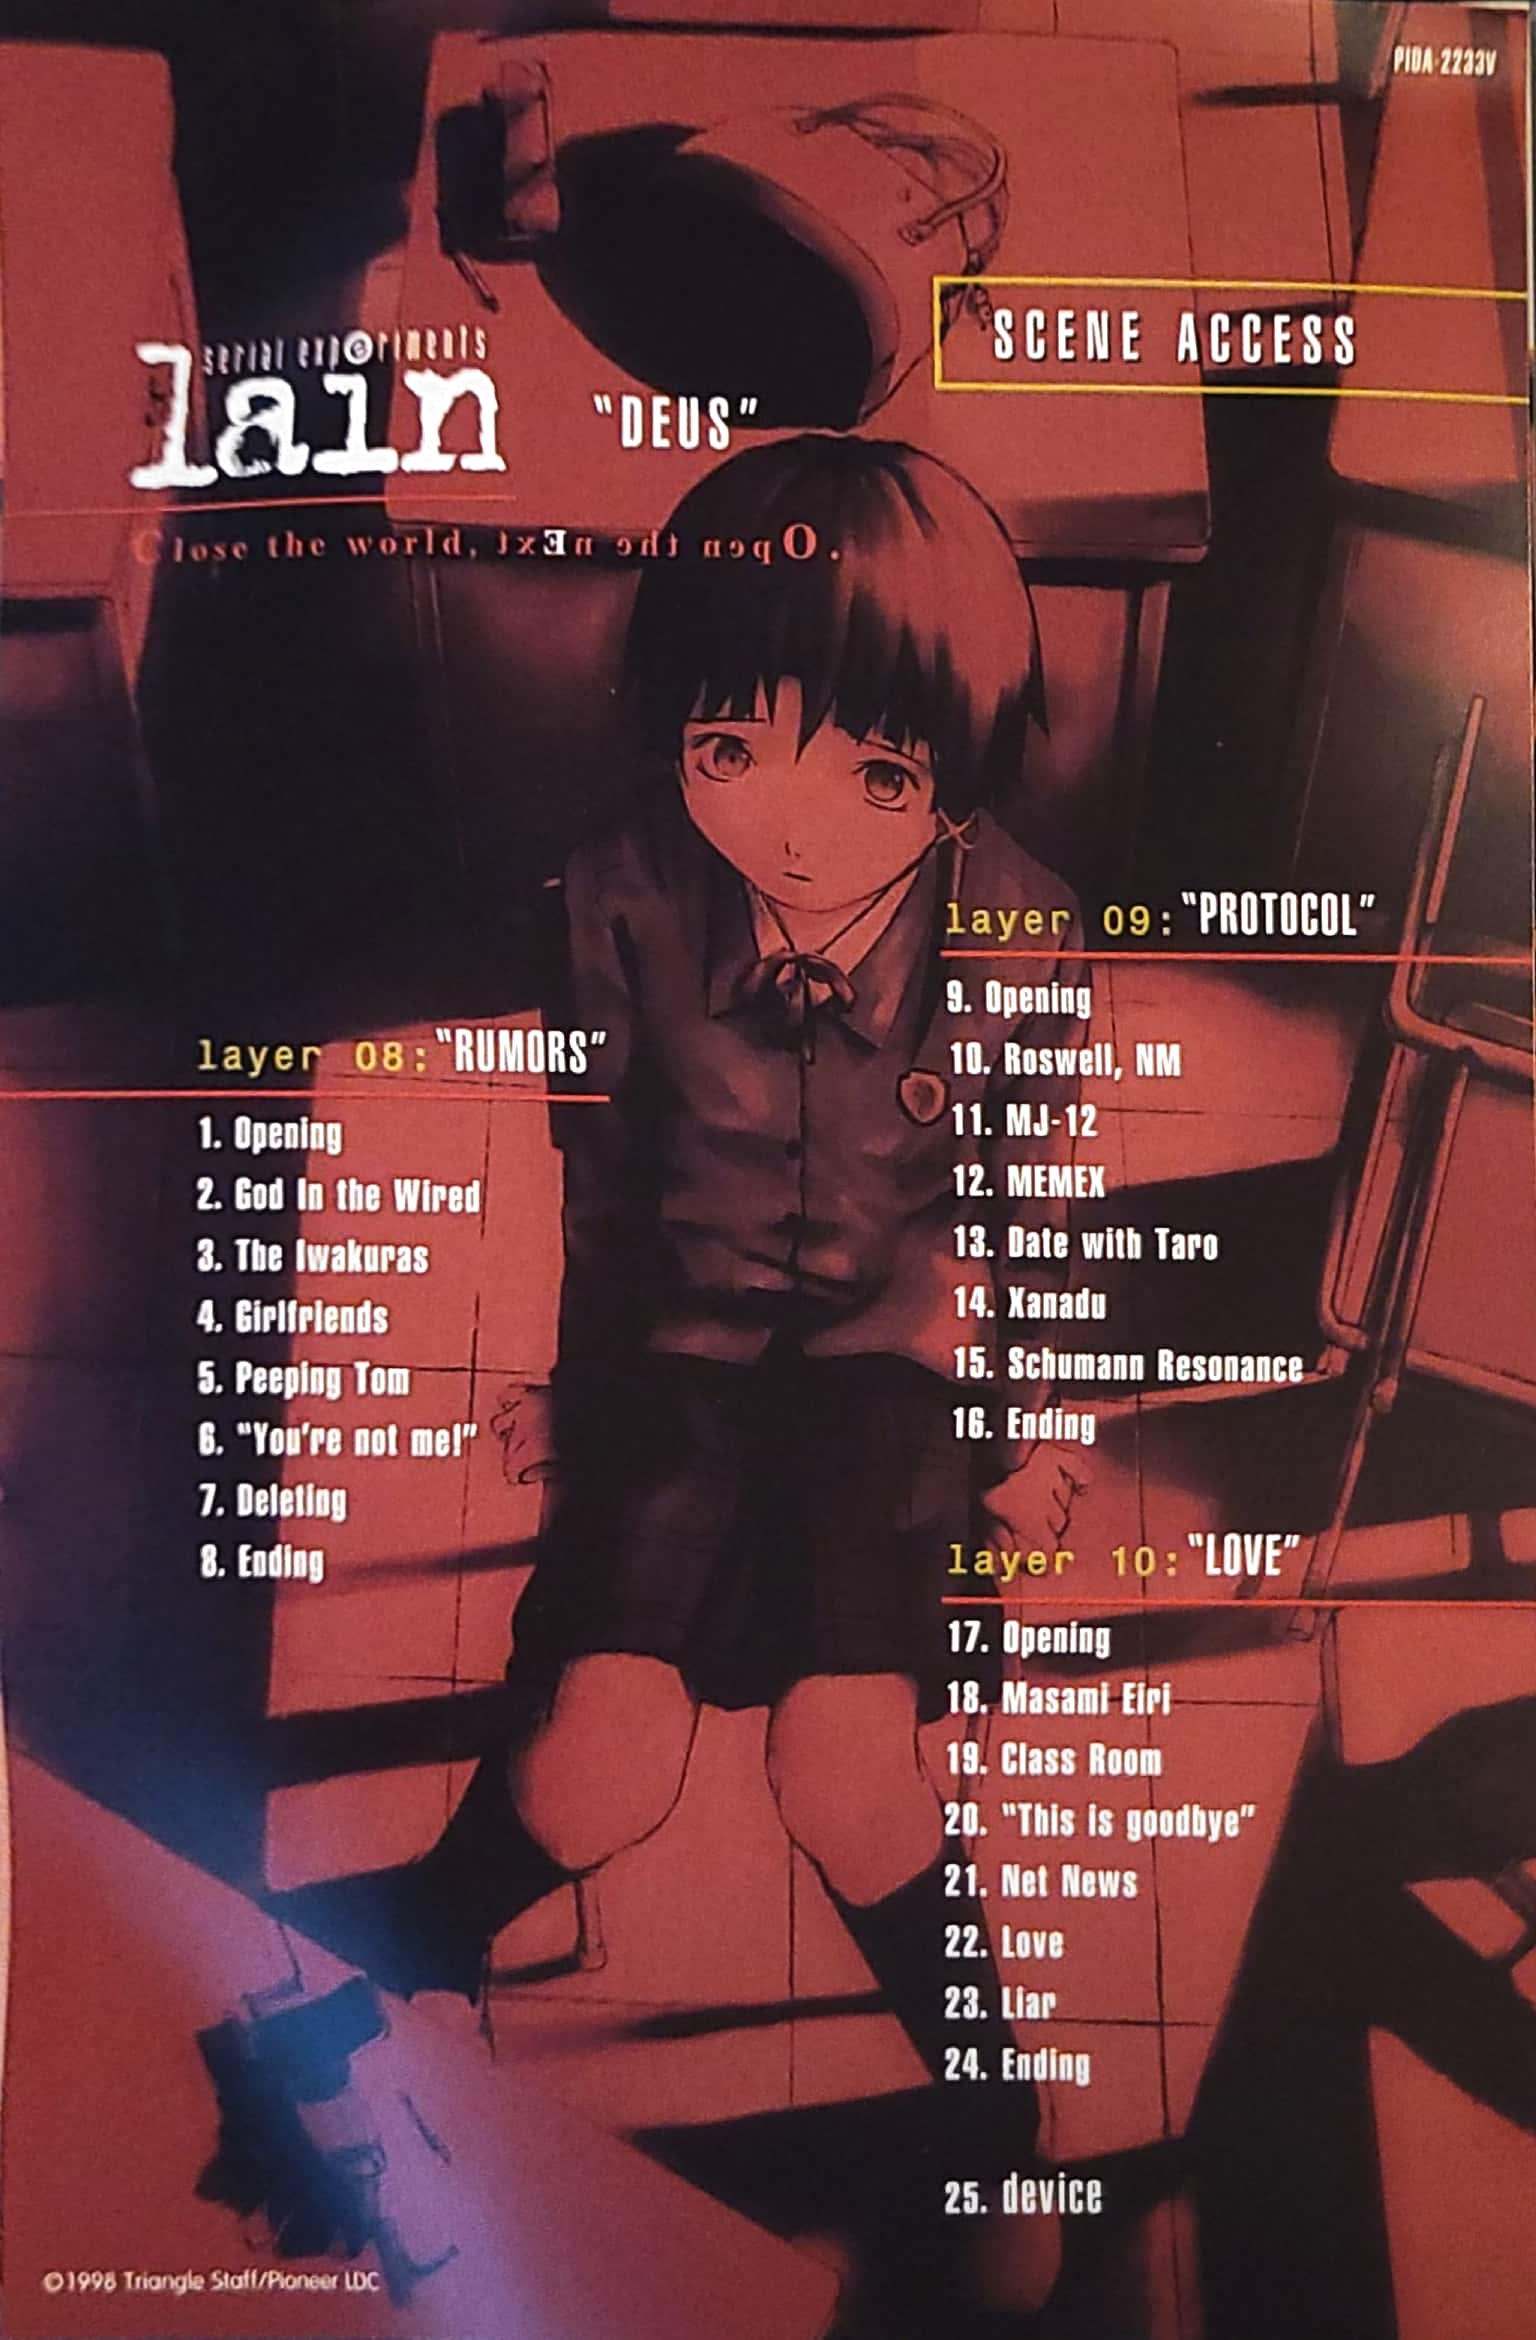 PIDA-2233V
SCENE ACCESS
serial experiments
lain
"DEUS"
Close the world, txEn eht nepO.
layer 08: "RUMORS"
1. Opening
2. God In the Wired
3. The Iwakuras
4. Girlfriends
5. Peeping Tom
6. "You're not me!"
7. Deleting
8. Ending
layer 09: "PROTOCOL"
9. Opening
10. Roswell, NM
11. MJ-12
12. MEMEX
13. Date with Taro
14. Xanadu
15. Schumann Resonance
16. Ending
layer 10: "LOVE"
17. Opening
18. Masami Eiri
19. Class Room
20. "This is goodbye"
21. Net News
22. Love
23. Liar
24. Ending
25. device
©1998 Triangle Staff/Pioneer LDC